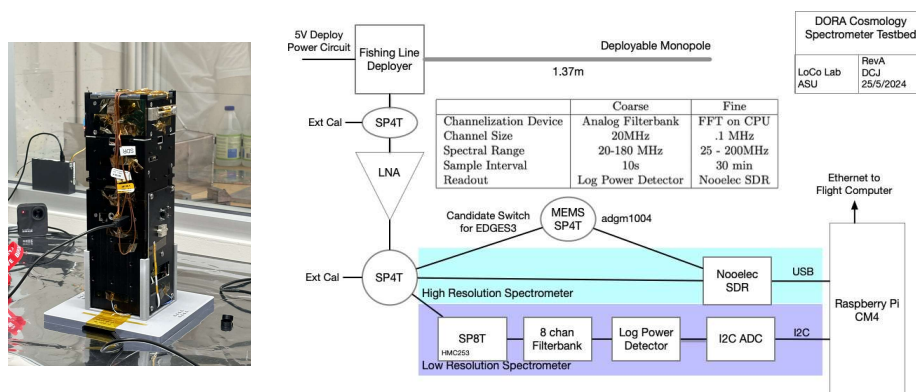 SDR
5V Deploy
Power Circuit
Fishing Line
Deployer
Deployable Monopole
1.37m
DORA Cosmology
Spectrometer Testbed
LoCo Lab
ASU
RevA
DCJ
25/5/2024
Ext Cal
SP4T
LNA
Coarse Fine
Channelization Device Analog Filterbank FFT on CPU
Channel Size 20MHz .1 MHz
Spectral Range 20-180 MHz 25 - 200MHz
Sample Interval 10s 30 min
Readout Log Power Detector Nooelec SDR
Ethernet to
Flight Computer
Candidate Switch
for EDGES3
MEMS
SP4T
adgm1004
Ext Cal
SP4T
Nooelec
SDR
USB
High Resolution Spectrometer
Raspberry Pi
CM4
SP8T
HMC253
8 chan
Filterbank
Log Power
Detector
I2C ADC
I2C
Low Resolution Spectrometer